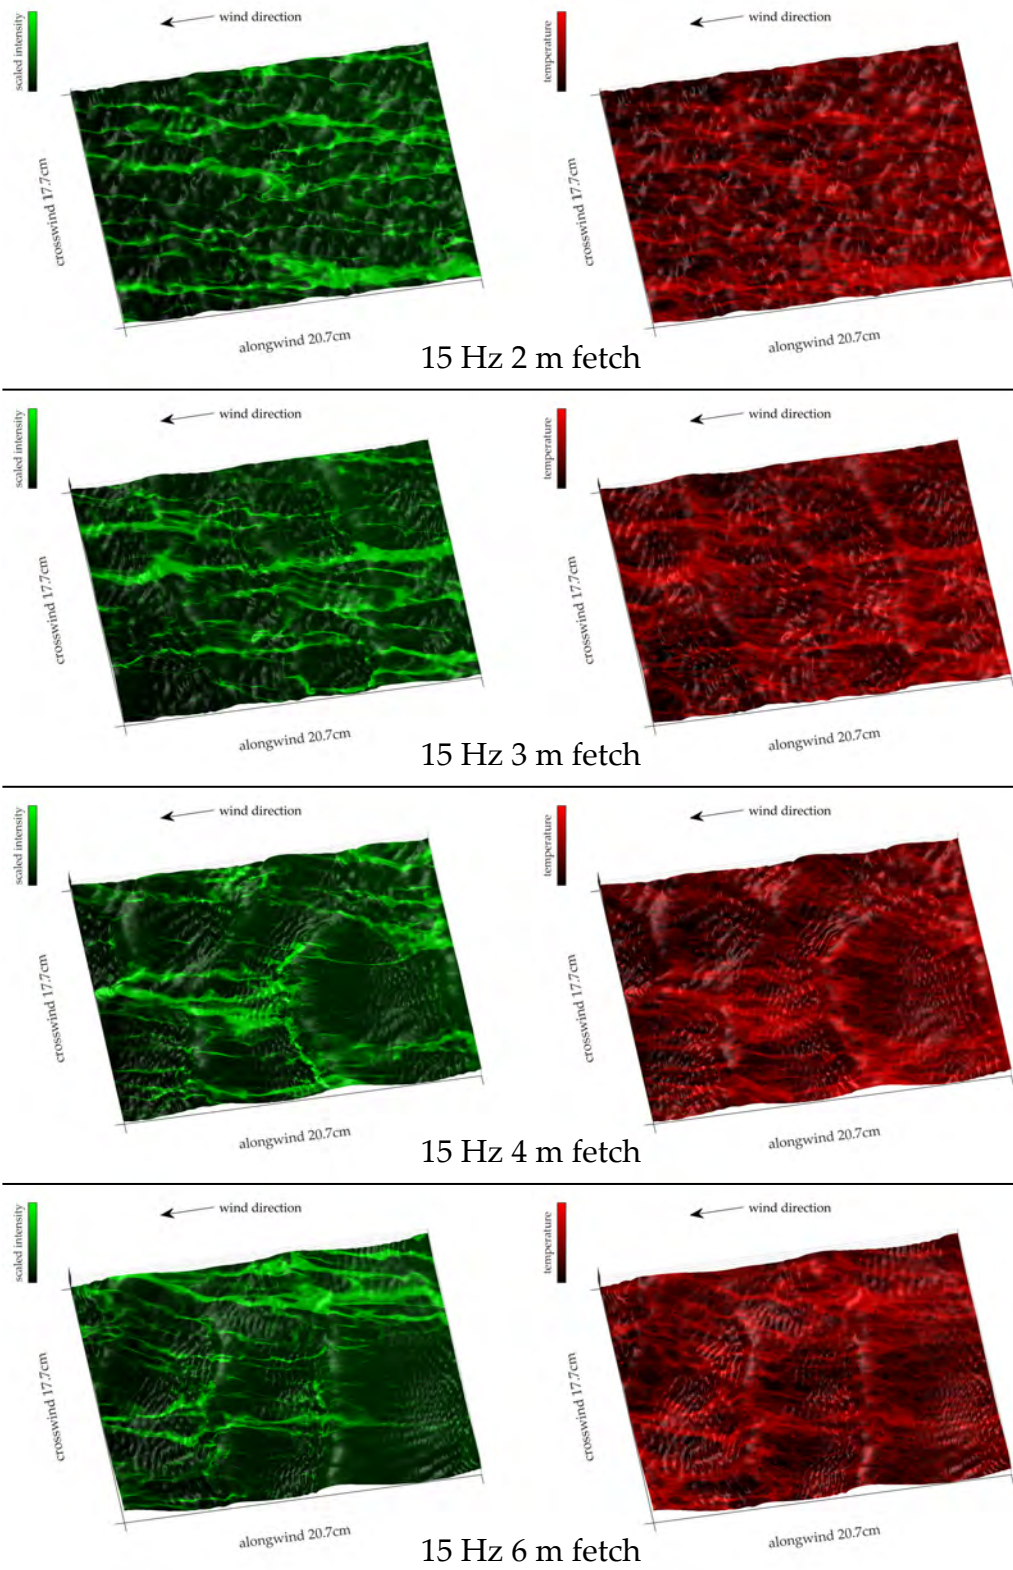 scaled intensity
wind direction
temperature
wind direction
crosswind 17.7cm
crosswind 17.7cm
alongwind 20.7cm
alongwind 20.7cm
15 Hz 2 m fetch
scaled intensity
wind direction
temperature
wind direction
crosswind 17.7cm
crosswind 17.7cm
alongwind 20.7cm
alongwind 20.7cm
15 Hz 3 m fetch
scaled intensity
wind direction
temperature
wind direction
crosswind 17.7cm
crosswind 17.7cm
alongwind 20.7cm
alongwind 20.7cm
15 Hz 4 m fetch
scaled intensity
wind direction
temperature
wind direction
crosswind 17.7cm
crosswind 17.7cm
alongwind 20.7cm
alongwind 20.7cm
15 Hz 6 m fetch